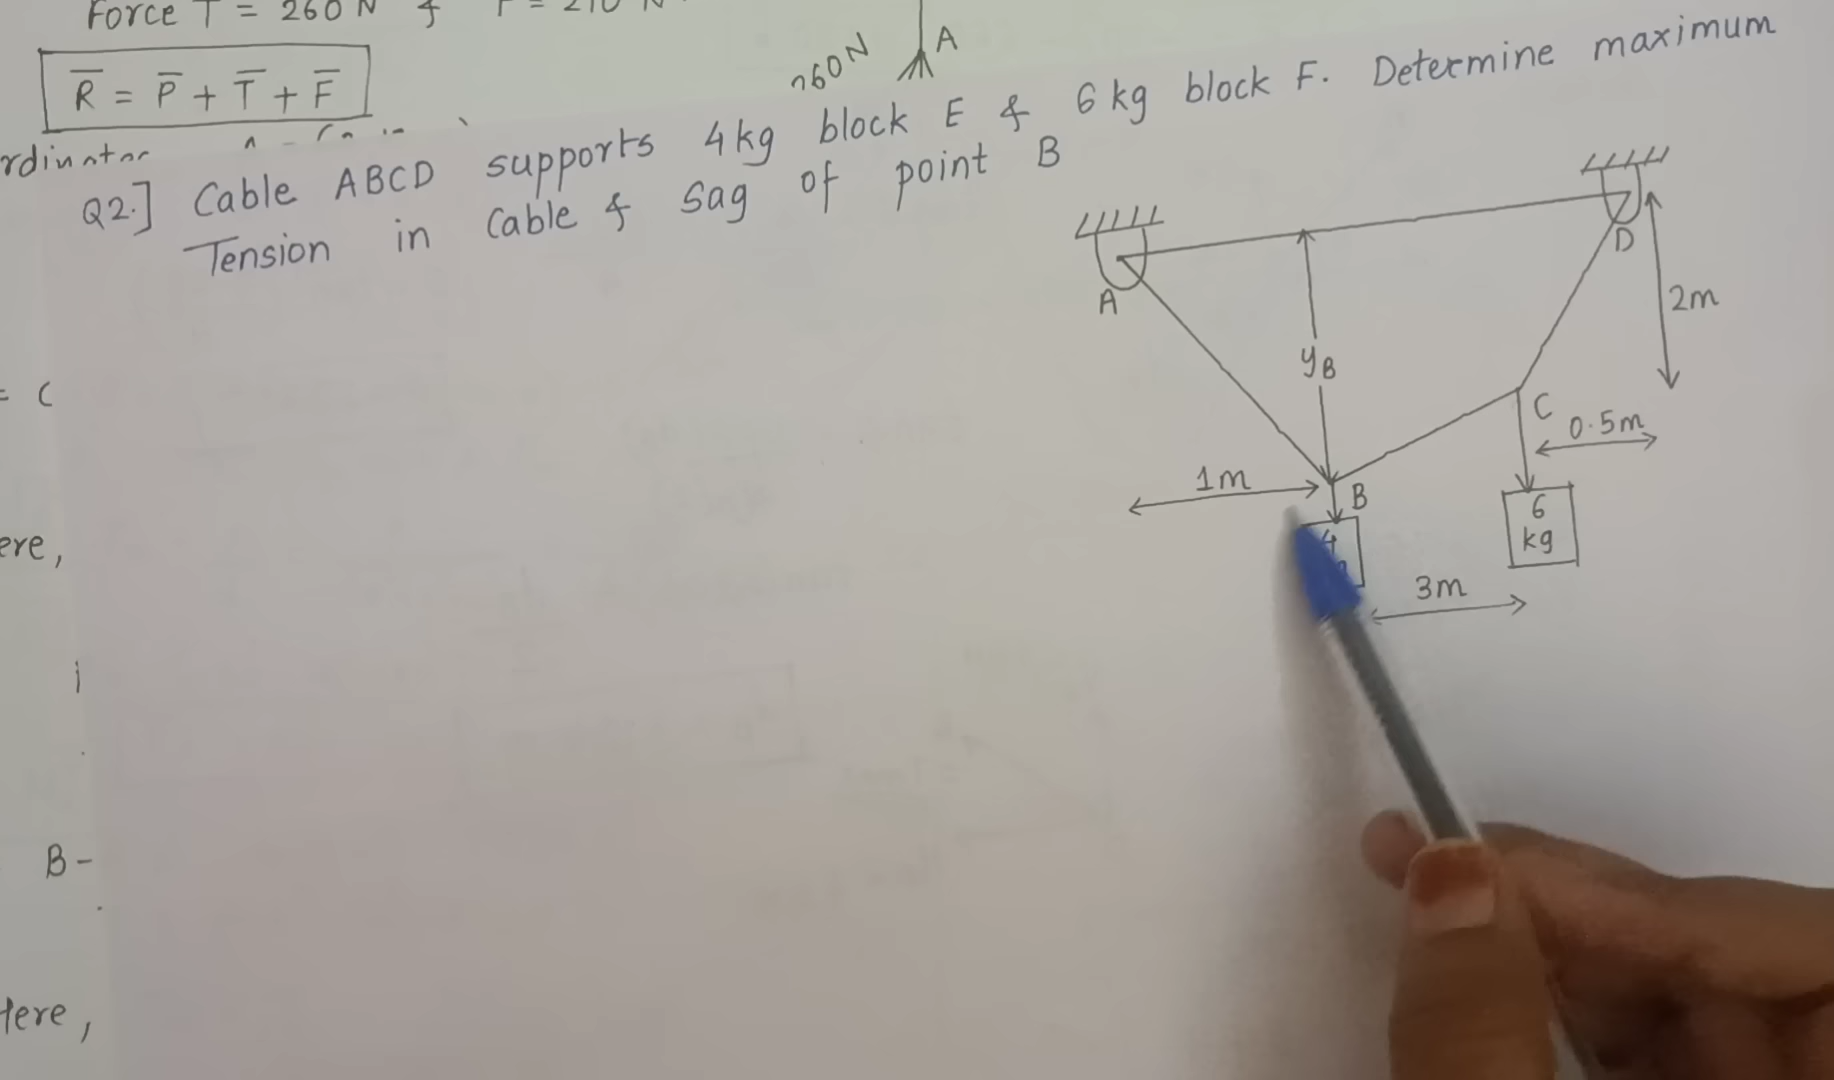 Force T = 260 N &
R̅ = P̅ + T̅ + F̅
260N
A
Q2.] Cable ABCD supports 4kg block E & 6 kg block F. Determine maximum
Tension in Cable & Sag of point B
A
D
2m
yB
= C
C
0.5m
1m
B
6
kg
4
ere,
3m
B -
Here,